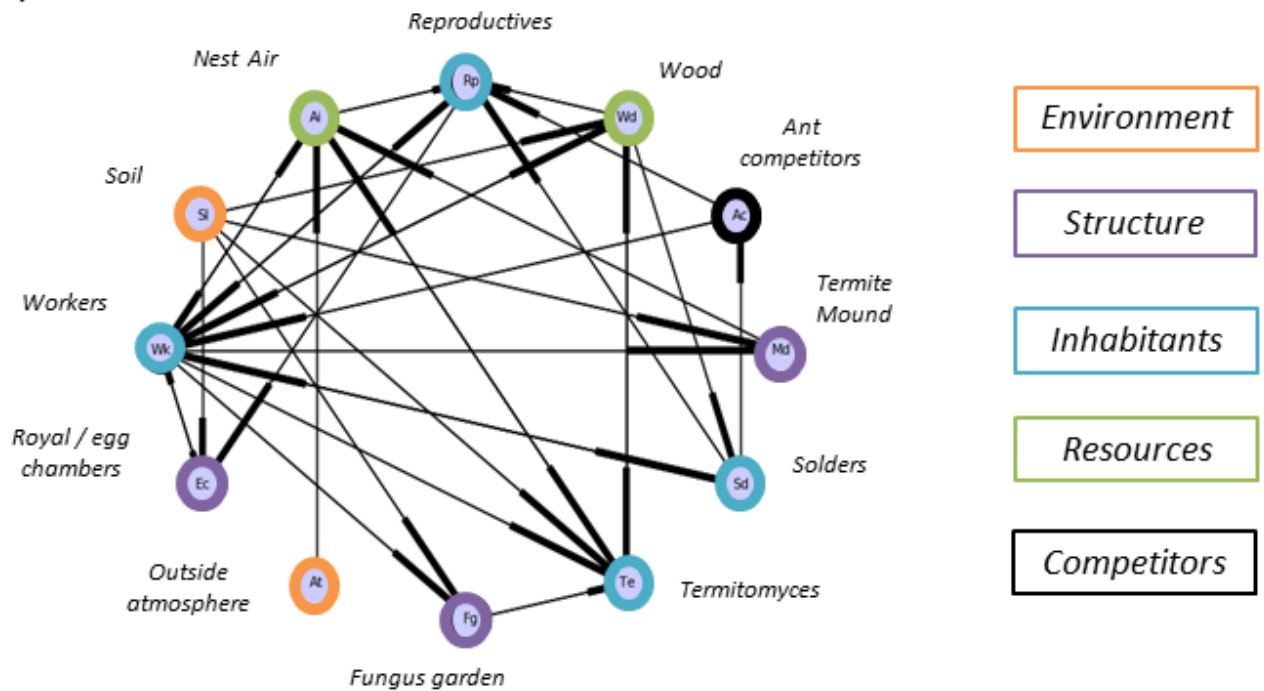 Reproductives
Nest Air
Wood
Rp
Ai
Wd
Ant
competitors
Soil
Sl
Ac
Termite
Mound
Workers
Wk
Md
Royal / egg
chambers
Ec
Sd
Solders
Outside
atmosphere
At
Te
Termitomyces
Fg
Fungus garden
Environment
Structure
Inhabitants
Resources
Competitors